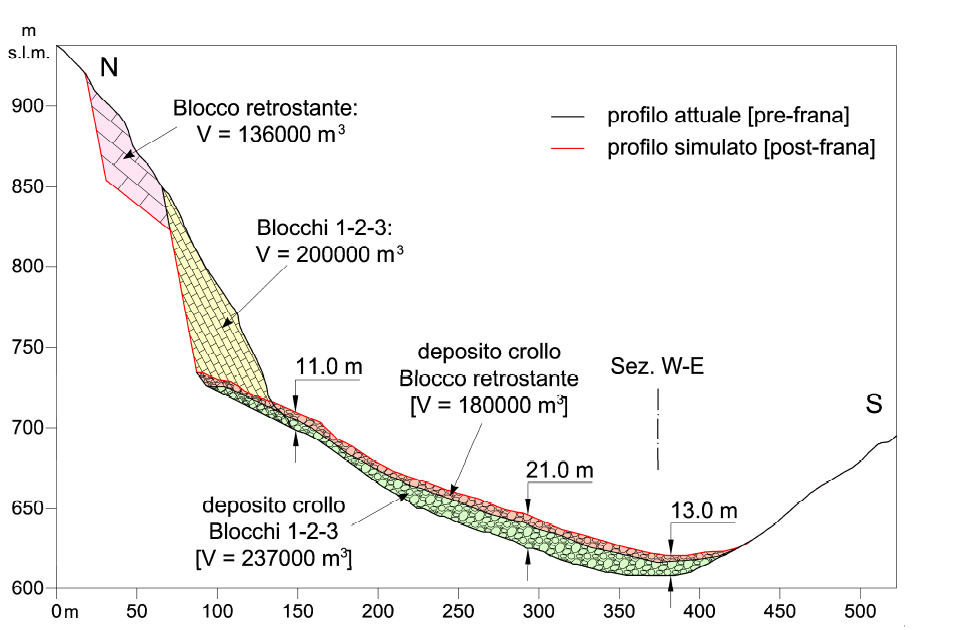 m
s.l.m.
N
900
850
800
750
700
650
600
Blocco retrostante:
V = 136000 m³
profilo attuale [pre-frana]
profilo simulato [post-frana]
Blocchi 1-2-3:
V = 200000 m³
11.0 m
deposito crollo
Blocco retrostante
[V = 180000 m³]
Sez. W-E
S
21.0 m
13.0 m
deposito crollo
Blocchi 1-2-3
[V = 237000 m³]
0m 50 100 150 200 250 300 350 400 450 500